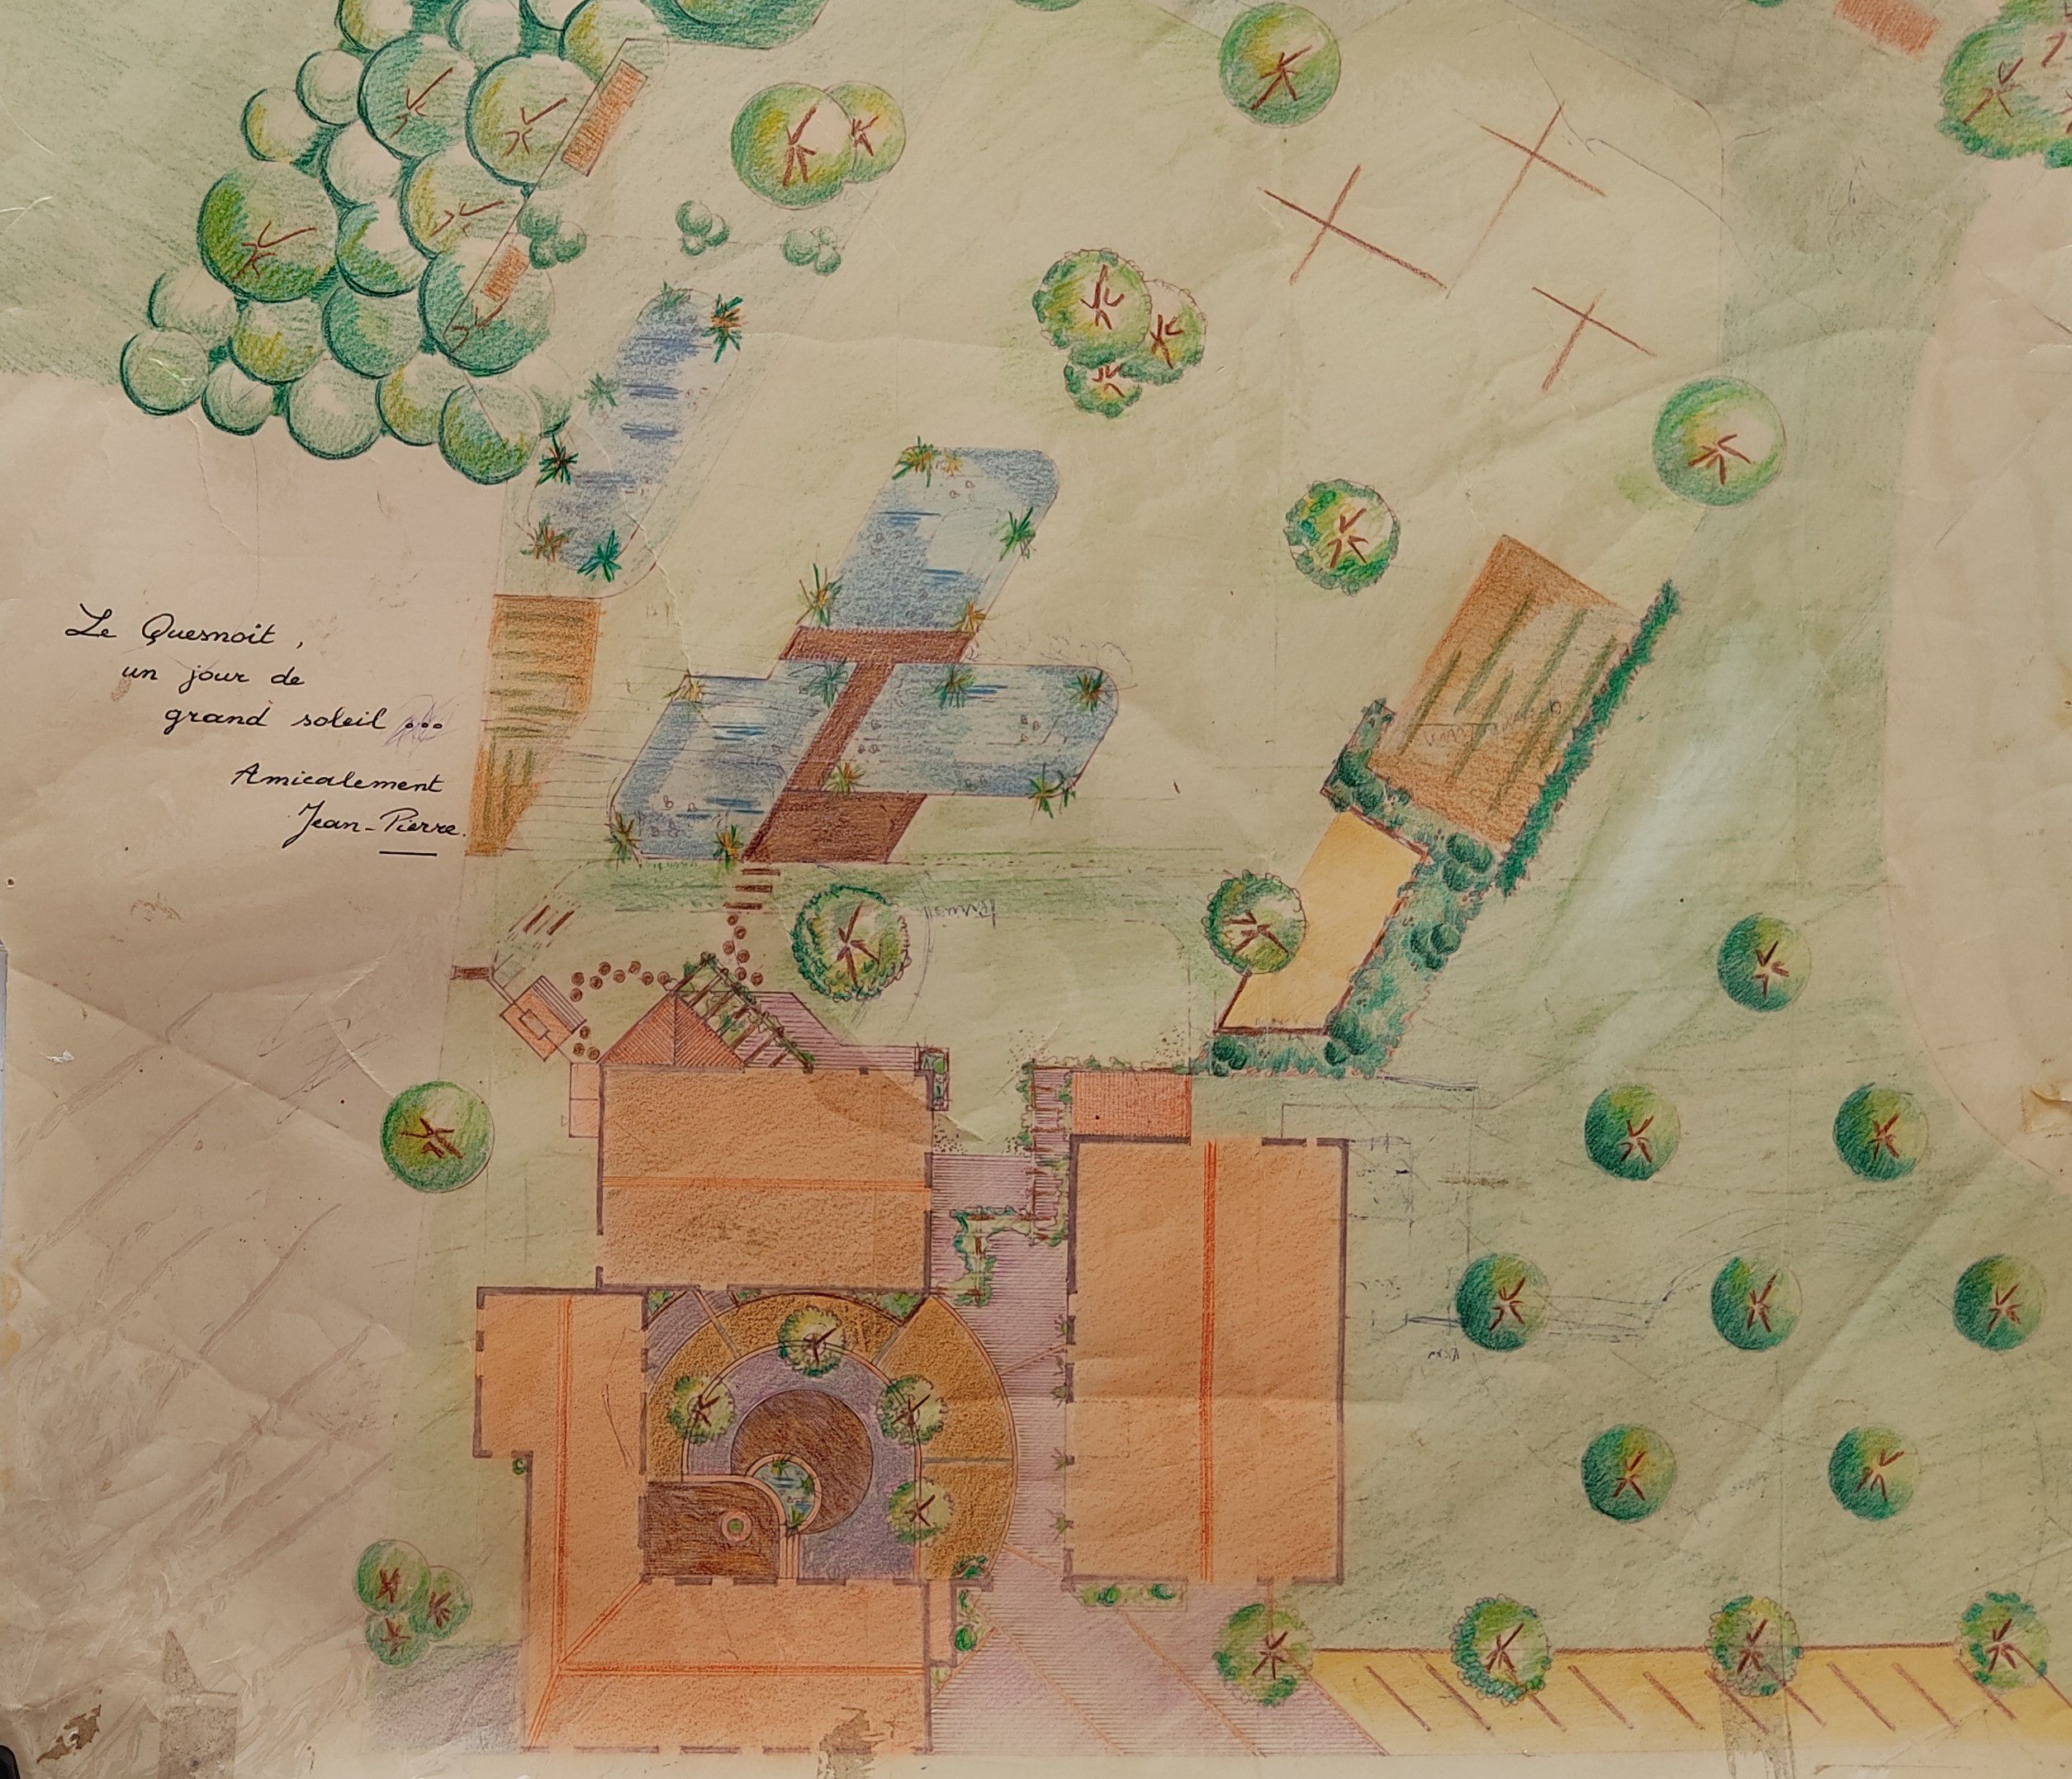 Le Quesnoit,
un jour de
grand soleil ...
Amicalement
Jean-Pierre.